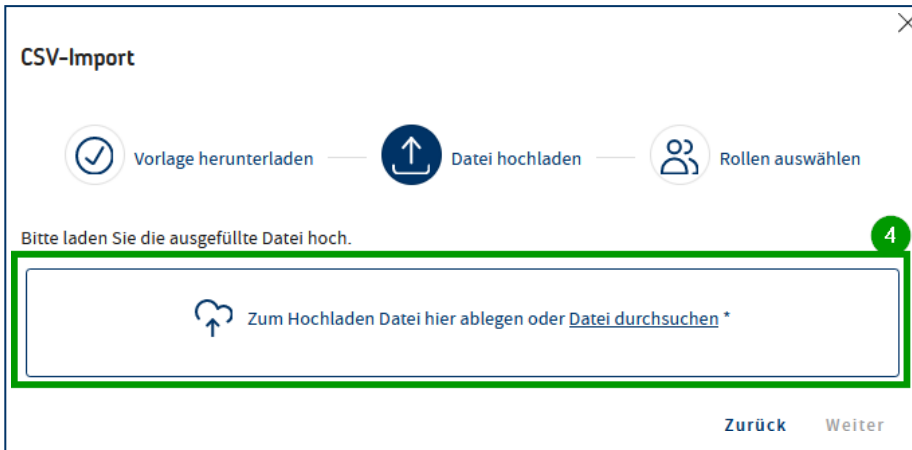 CSV-Import
Vorlage herunterladen
Datei hochladen
Rollen auswählen
Bitte laden Sie die ausgefüllte Datei hoch.
4
Zum Hochladen Datei hier ablegen oder Datei durchsuchen *
Zurück
Weiter